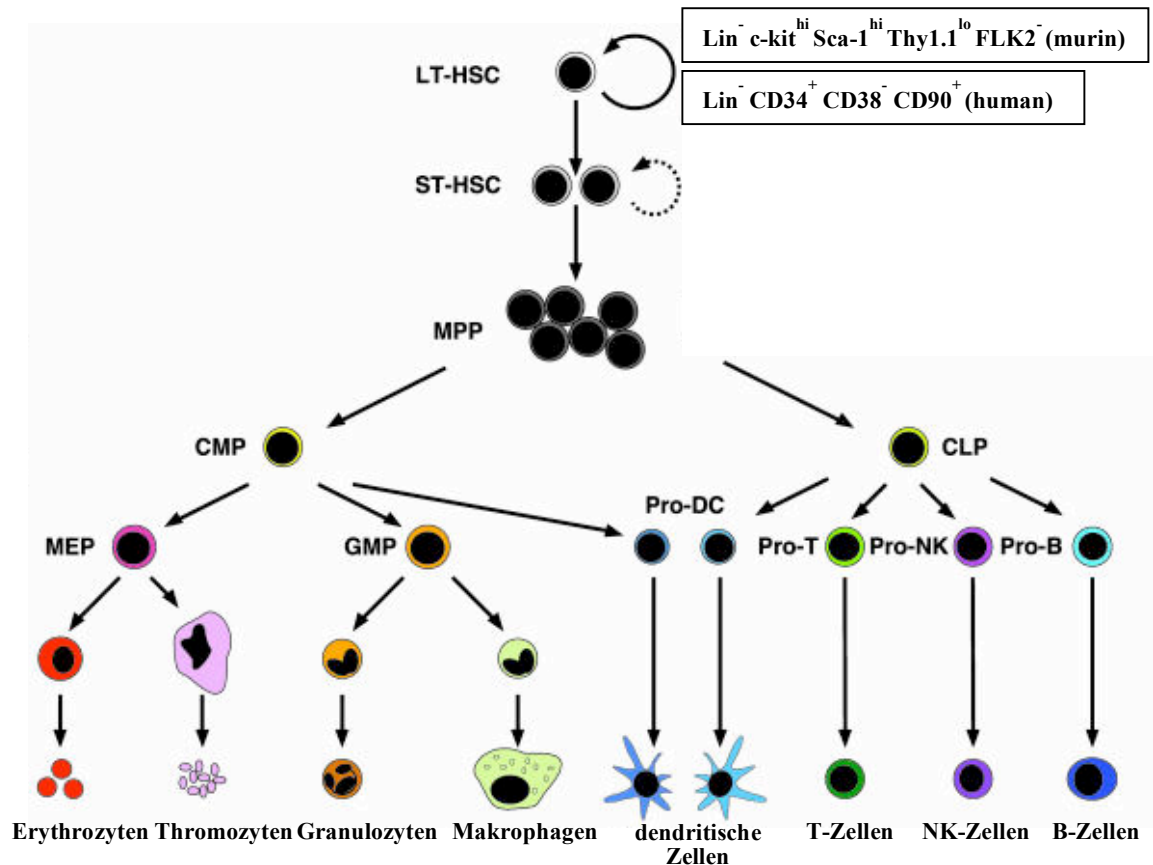 Lin⁻ c-kitʰⁱ Sca-1ʰⁱ Thy1.1ˡᵒ FLK2⁻ (murin)
LT-HSC
Lin⁻ CD34⁺ CD38⁻ CD90⁺ (human)
ST-HSC
MPP
CMP
CLP
Pro-DC
MEP
GMP
Pro-T
Pro-NK
Pro-B
Erythrozyten Thromozyten Granulozyten Makrophagen dendritische T-Zellen NK-Zellen B-Zellen
Zellen